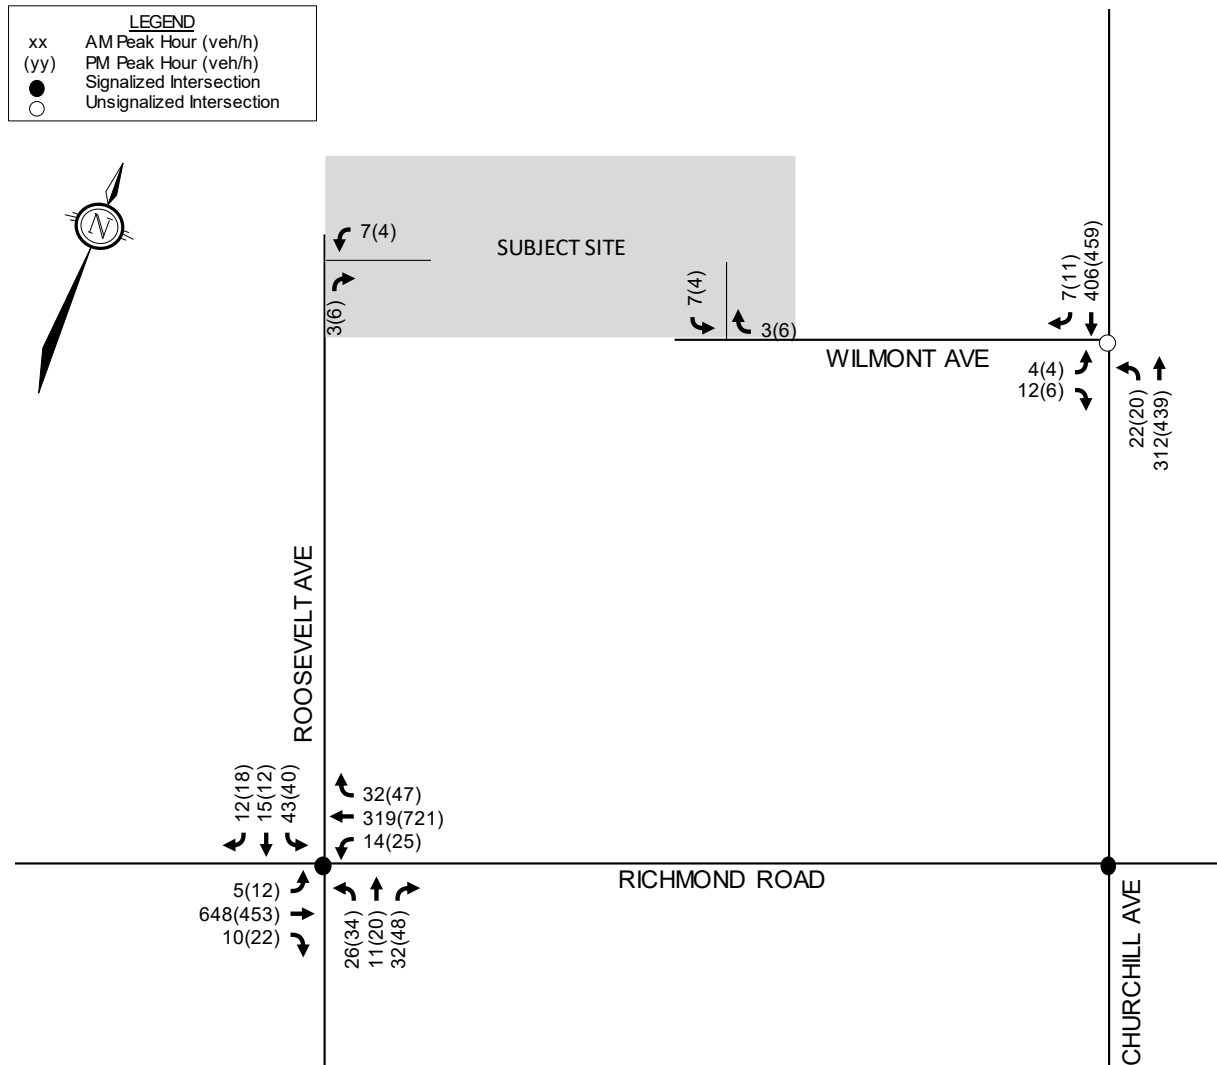 LEGEND
xx AM Peak Hour (veh/h)
(yy) PM Peak Hour (veh/h)
Signalized Intersection
Unsignalized Intersection
N
7(4)
SUBJECT SITE
3(6)
7(4)
3(6)
7(11)
406(459)
WILMONT AVE
4(4)
12(6)
22(20)
312(439)
ROOSEVELT AVE
12(18)
15(12)
43(40)
32(47)
319(721)
14(25)
RICHMOND ROAD
5(12)
648(453)
10(22)
26(34)
11(20)
32(48)
CHURCHILL AVE